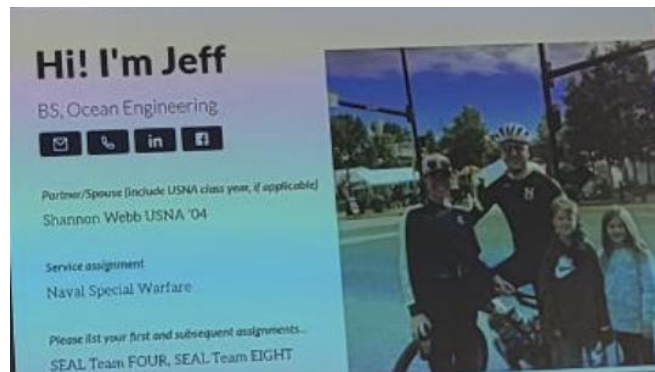 Hi! I'm Jeff
BS, Ocean Engineering
in
Partner/Spouse (include USNA class year, if applicable)
Shannon Webb USNA '04
Service assignment
Naval Special Warfare
Please list your first and subsequent assignments...
SEAL Team FOUR, SEAL Team EIGHT